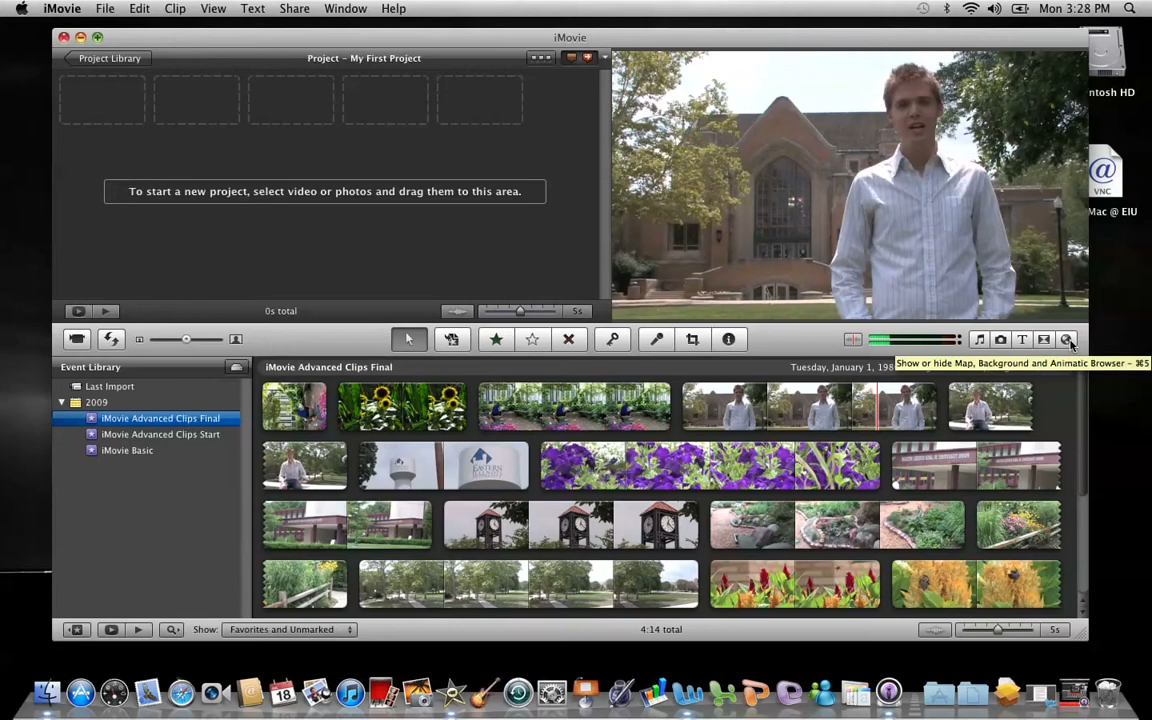 iMovie File Edit Clip View Text Share Window Help Mon 3:28 PM
iMovie
Project Library Project – My First Project
intosh HD
To start a new project, select video or photos and drag them to this area.
@
VNC
Mac @ EIU
0s total 5s
Show or hide Map, Background and Animatic Browser – ⌘5
Event Library iMovie Advanced Clips Final Tuesday, January 1, 198
Last Import
2009
iMovie Advanced Clips Final
iMovie Advanced Clips Start
iMovie Basic
EASTERN
Show: Favorites and Unmarked 4:14 total 5s
18